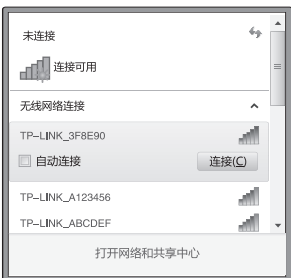 未连接
连接可用
无线网络连接
TP-LINK_3F8E90
自动连接 连接(C)
TP-LINK_A123456
TP-LINK_ABCDEF
打开网络和共享中心